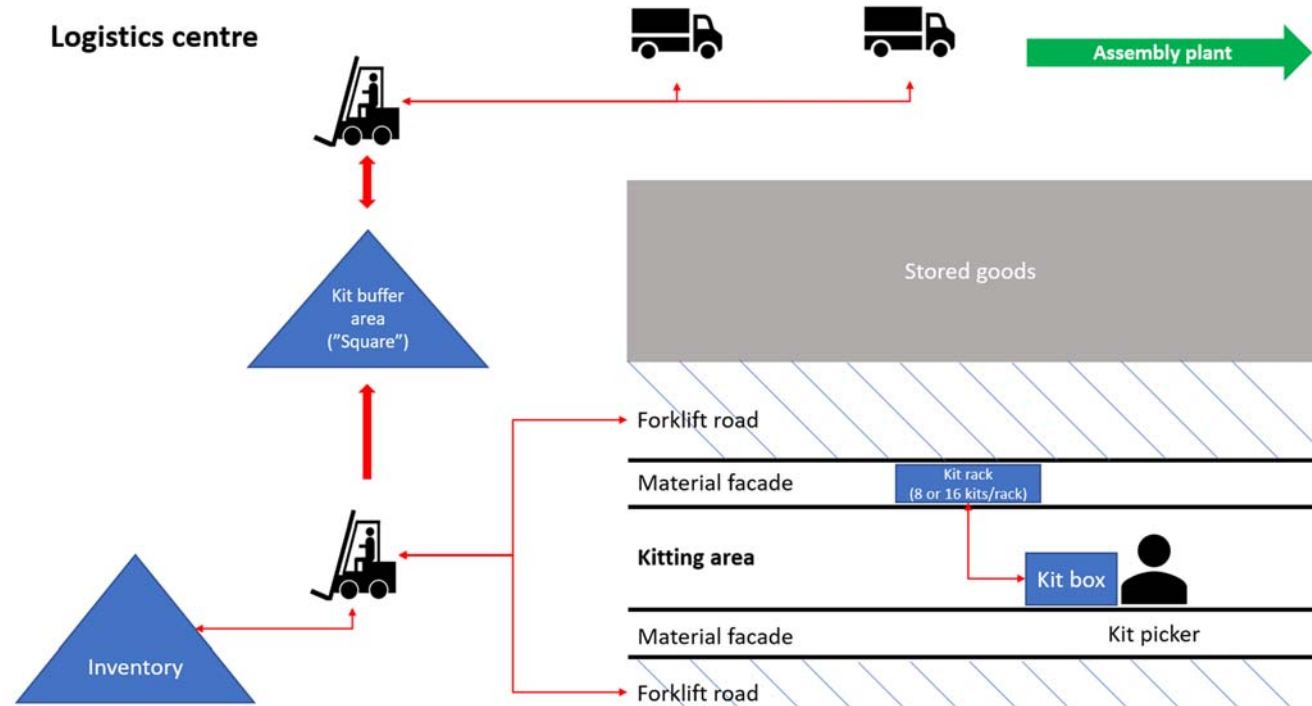 Logistics centre
Assembly plant
Kit buffer
area
("Square")
Stored goods
Forklift road
Material facade
Kit rack
(8 or 16 kits/rack)
Kitting area
Kit box
Material facade
Kit picker
Inventory
Forklift road